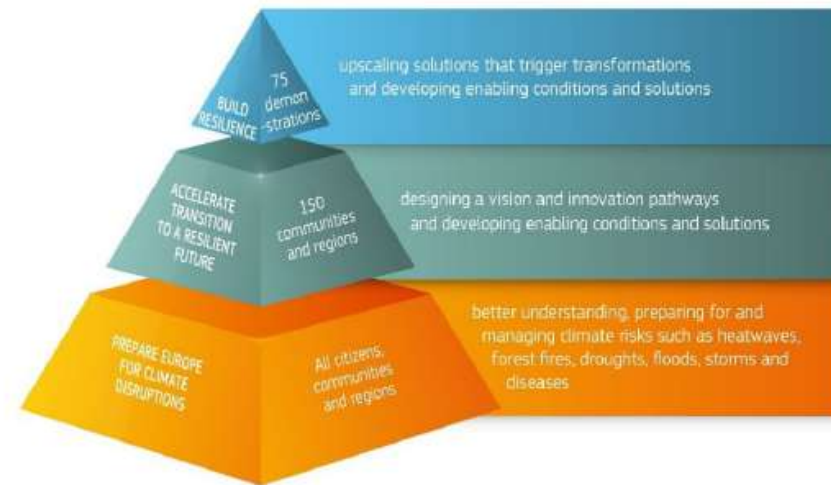 BUILD
RESILIENCE
75
demon
-strations
upscaling solutions that trigger transformations
and developing enabling conditions and solutions
ACCELERATE
TRANSITION
TO A RESILIENT
FUTURE
150
communities
and regions
designing a vision and innovation pathways
and developing enabling conditions and solutions
PREPARE EUROPE
FOR CLIMATE
DISRUPTIONS
All citizens,
communities
and regions
better understanding, preparing for and
managing climate risks such as heatwaves,
forest fires, droughts, floods, storms and
diseases